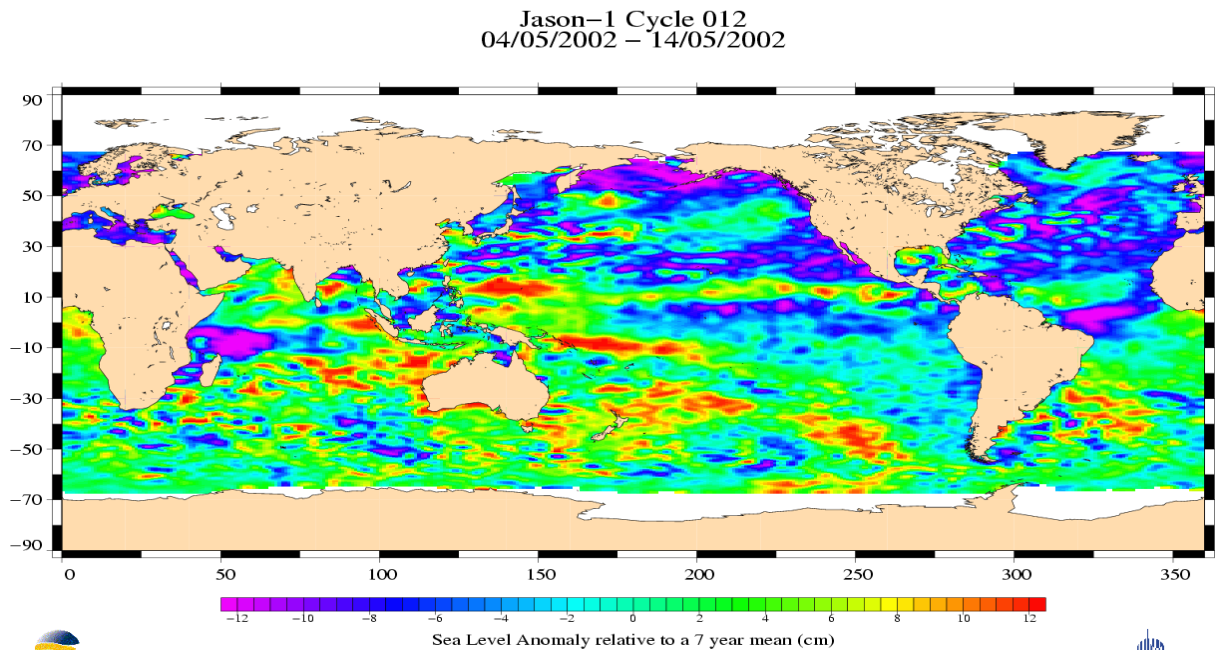 Jason−1 Cycle 012
04/05/2002 − 14/05/2002
90
70
50
30
10
−10
−30
−50
−70
−90
0 50 100 150 200 250 300 350
−12 −10 −8 −6 −4 −2 0 2 4 6 8 10 12
Sea Level Anomaly relative to a 7 year mean (cm)